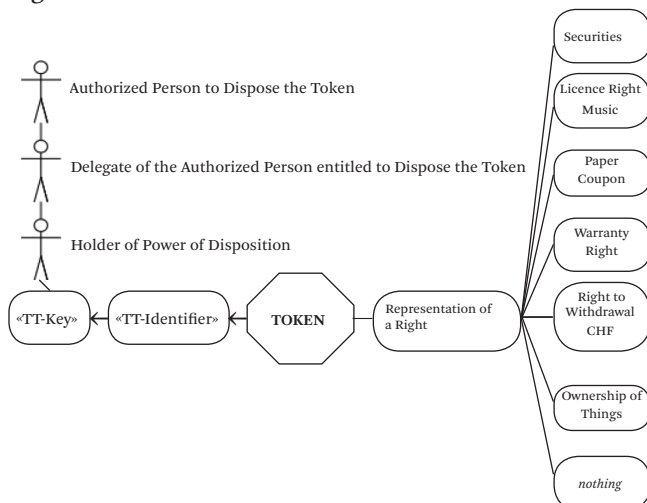 Authorized Person to Dispose the Token
Delegate of the Authorized Person entitled to Dispose the Token
Holder of Power of Disposition
«TT-Key»
«TT-Identifier»
TOKEN
Representation of
a Right
Securities
Licence Right
Music
Paper
Coupon
Warranty
Right
Right to
Withdrawal
CHF
Ownership of
Things
nothing